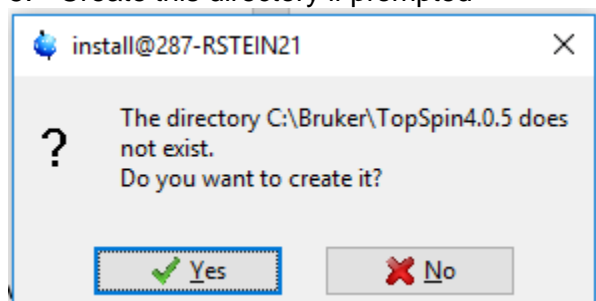 Create this directory if prompted
install@287-RSTEIN21
The directory C:\Bruker\TopSpin4.0.5 does
not exist.
Do you want to create it?
Yes
No